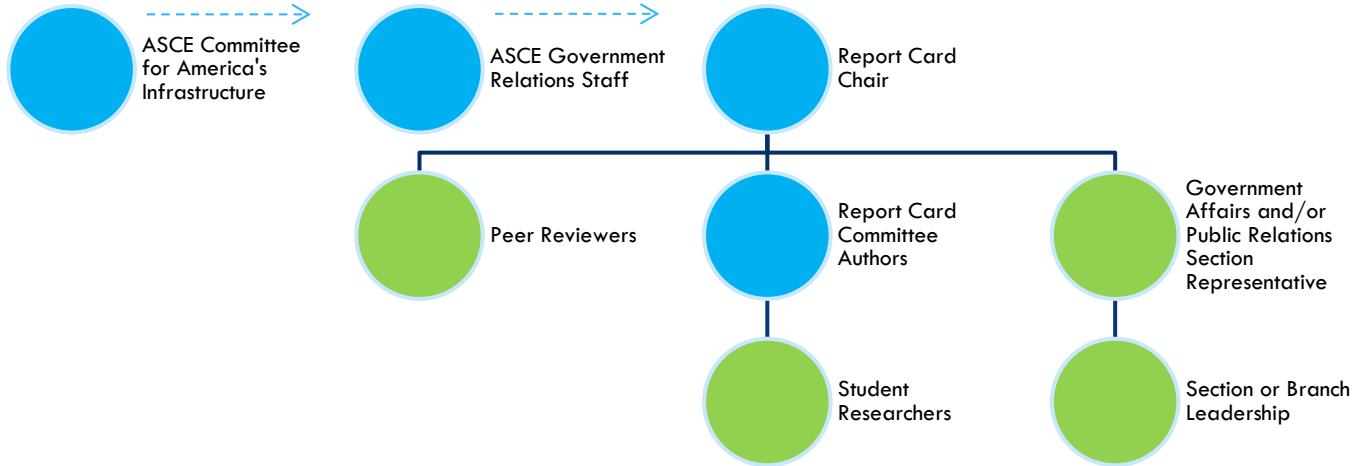 ASCE Committee
for America's
Infrastructure
ASCE Government
Relations Staff
Report Card
Chair
Peer Reviewers
Report Card
Committee
Authors
Government
Affairs and/or
Public Relations
Section
Representative
Student
Researchers
Section or Branch
Leadership